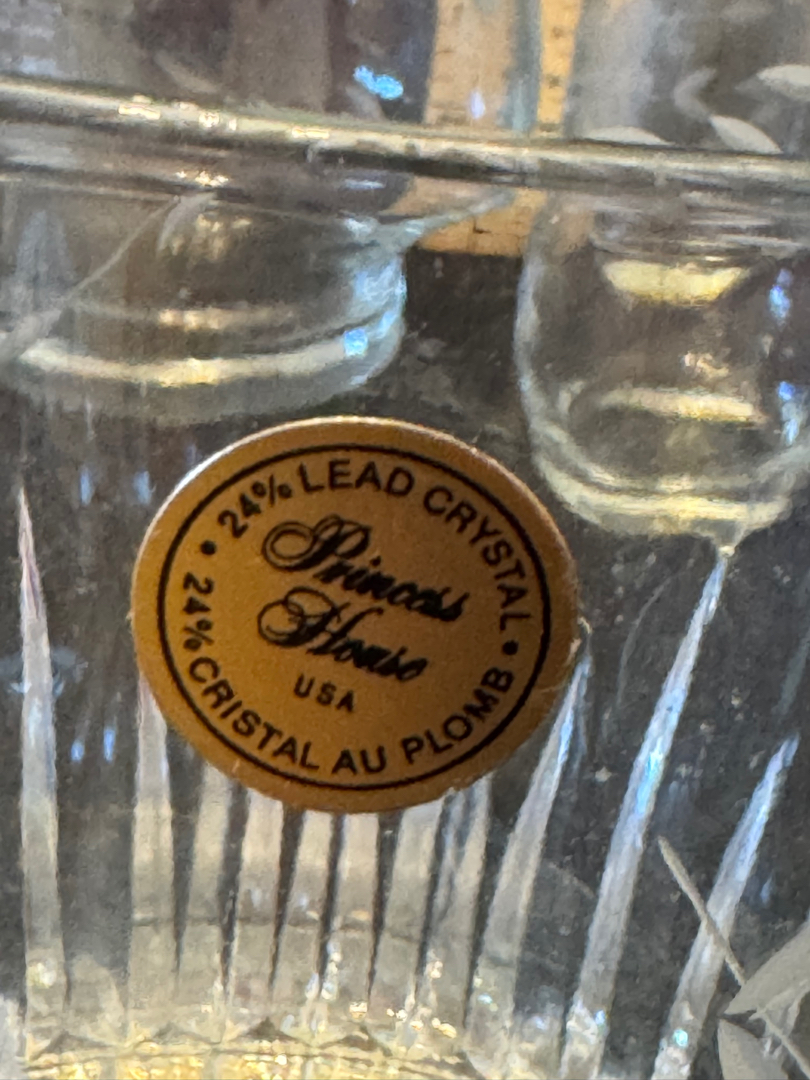 24% LEAD CRYSTAL
Princess
House
USA
24% CRISTAL AU PLOMB